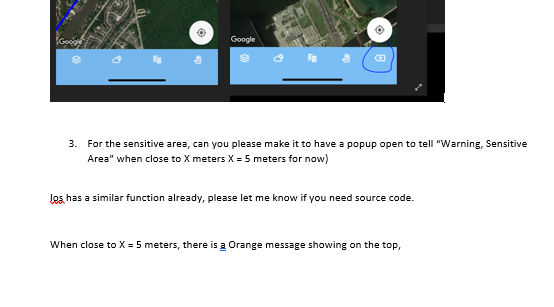 Google
Google
3. For the sensitive area, can you please make it to have a popup open to tell “Warning, Sensitive
Area” when close to X meters X = 5 meters for now)
Ios has a similar function already, please let me know if you need source code.
When close to X = 5 meters, there is a Orange message showing on the top,